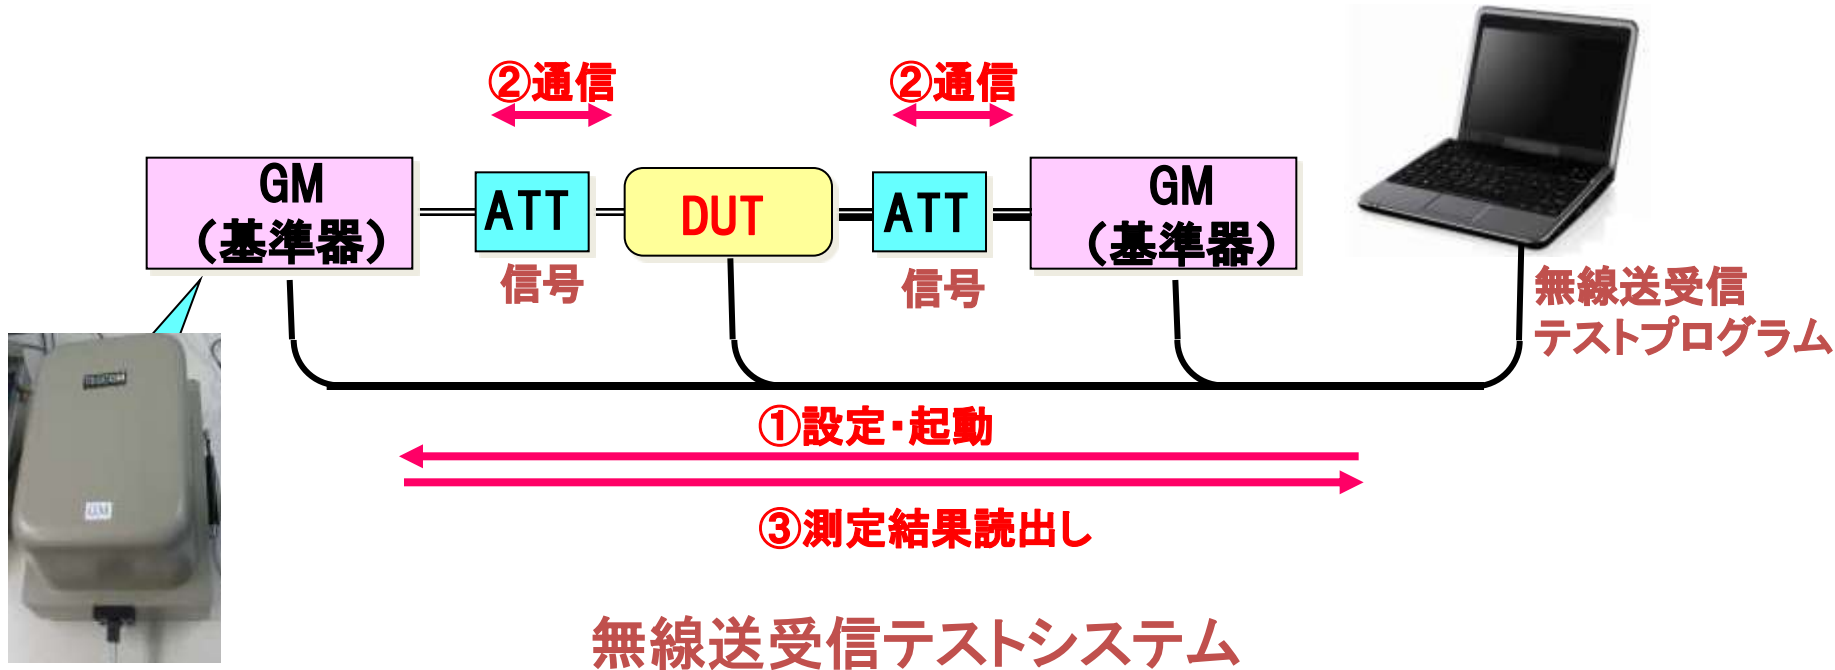 ②通信
②通信
GM
(基準器)
ATT
DUT
ATT
GM
(基準器)
信号
信号
無線送受信
テストプログラム
①設定・起動
GM
③測定結果読出し
無線送受信テストシステム